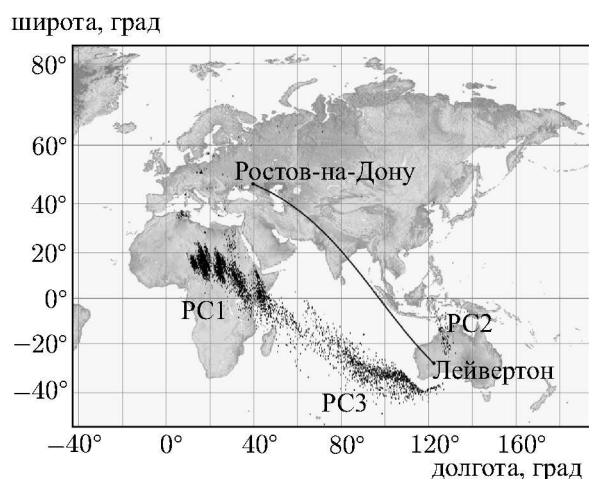 широта, град
80°
60°
Ростов-на-Дону
40°
20°
0°
РС1
РС2
−20°
Лейвертон
РС3
−40°
−40° 0° 40° 80° 120° 160°
долгота, град